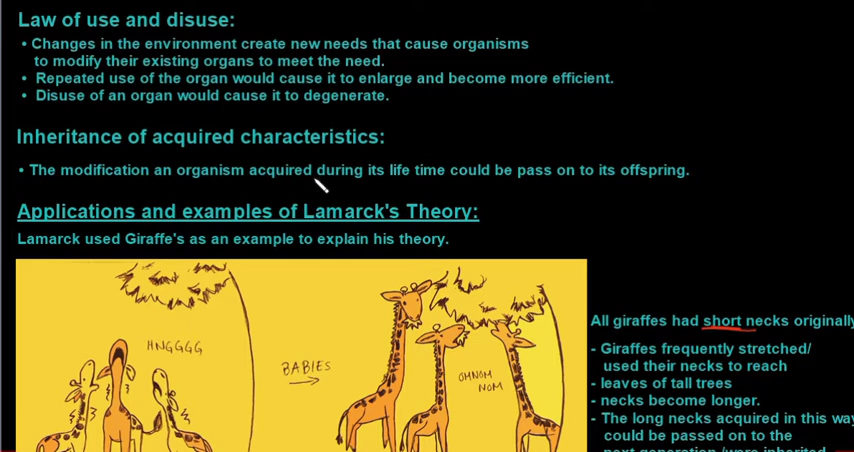 Law of use and disuse:
• Changes in the environment create new needs that cause organisms
to modify their existing organs to meet the need.
• Repeated use of the organ would cause it to enlarge and become more efficient.
• Disuse of an organ would cause it to degenerate.
Inheritance of acquired characteristics:
• The modification an organism acquired during its life time could be pass on to its offspring.
Applications and examples of Lamarck's Theory:
Lamarck used Giraffe's as an example to explain his theory.
HNGGGG
BABIES
OMNOM
NOM
All giraffes had short necks originally
- Giraffes frequently stretched/
used their necks to reach
- leaves of tall trees
- necks become longer.
- The long necks acquired in this way
could be passed on to the
next generation /were inherited